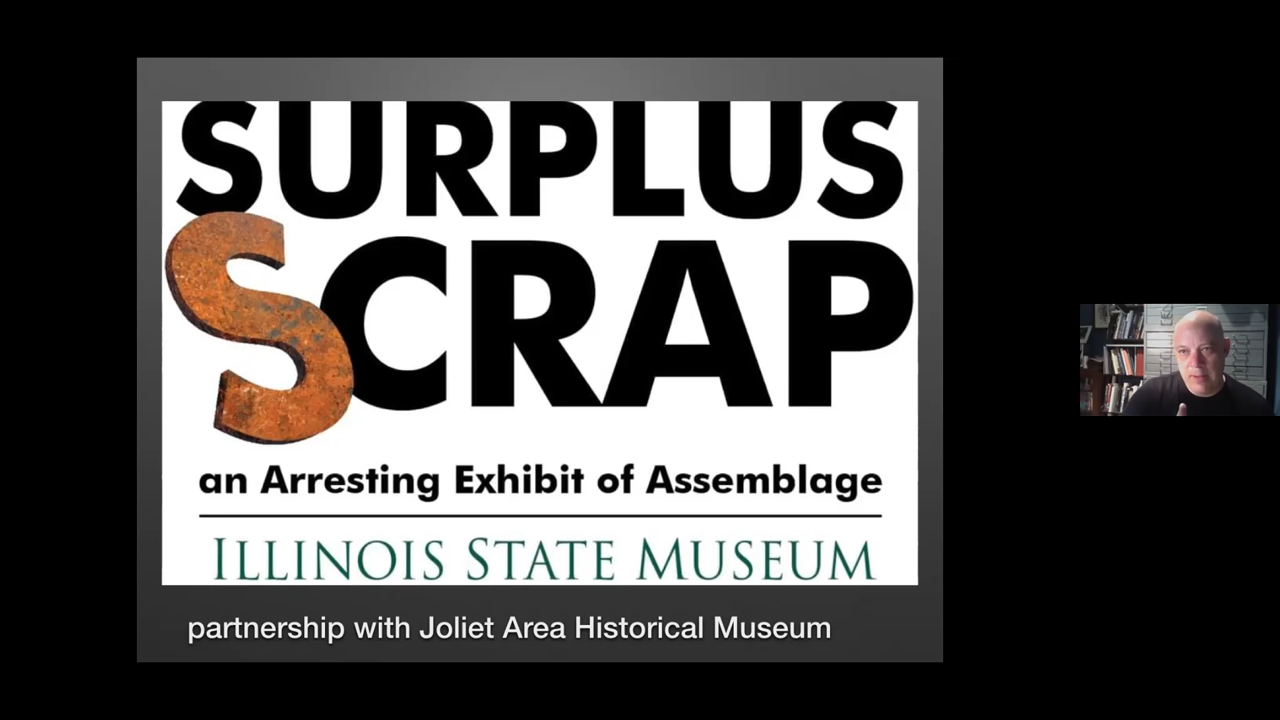 SURPLUS
SCRAP
an Arresting Exhibit of Assemblage
ILLINOIS STATE MUSEUM
partnership with Joliet Area Historical Museum